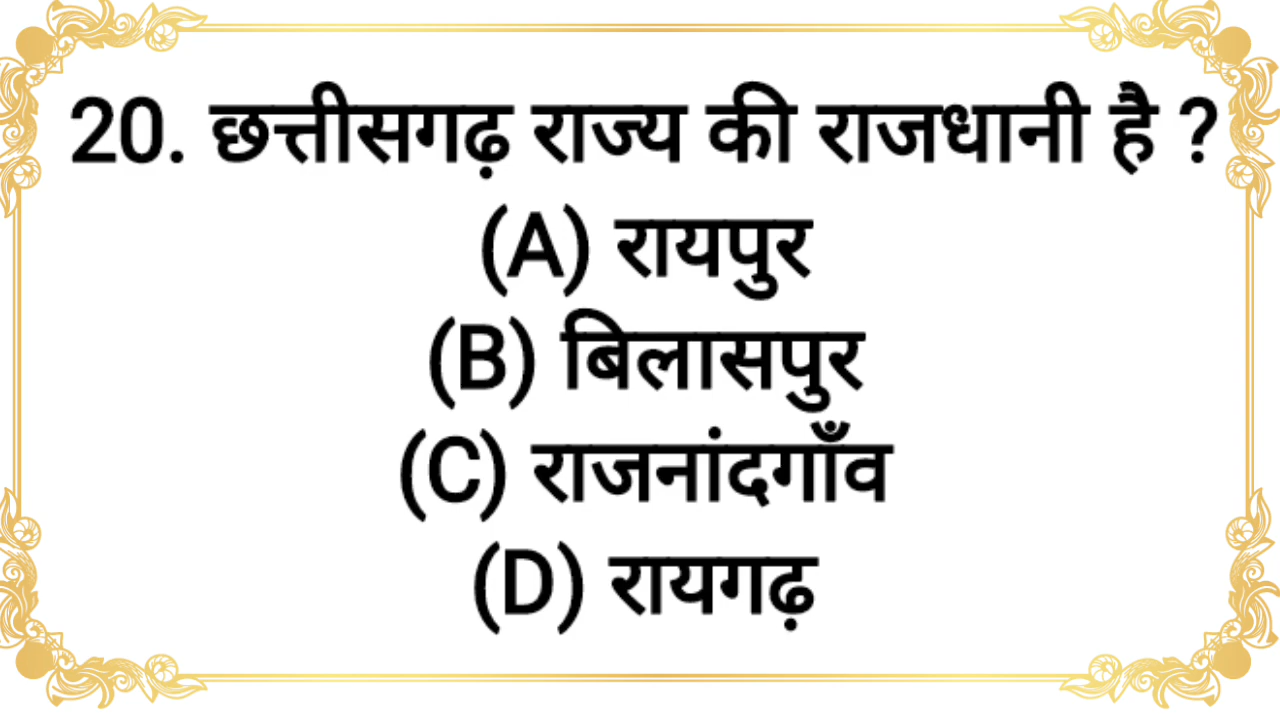 20. छत्तीसगढ़ राज्य की राजधानी है ?
(A) रायपुर
(B) बिलासपुर
(C) राजनांदगाँव
(D) रायगढ़